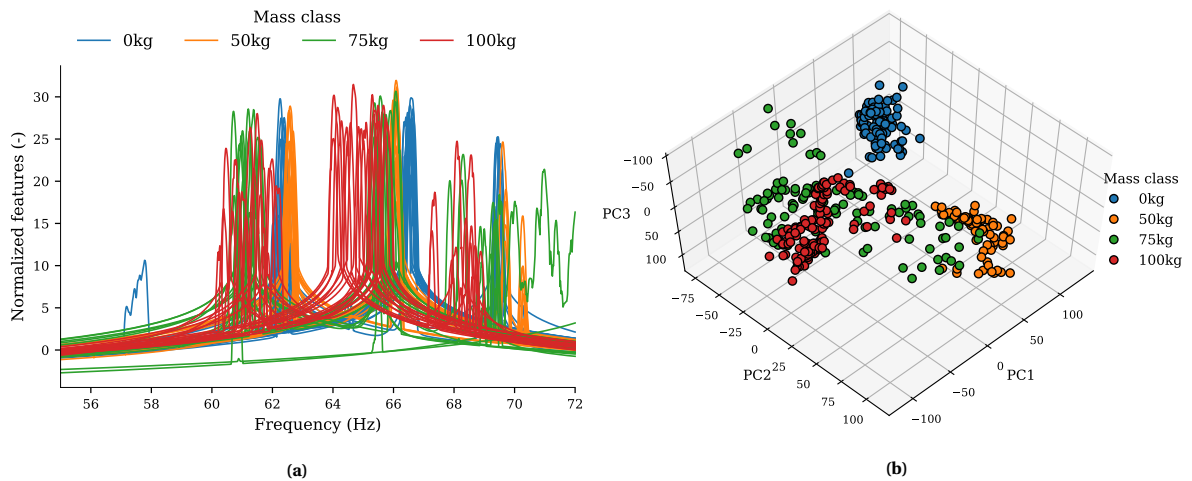 Mass class
0kg 50kg 75kg 100kg
30
25
20
15
10
5
0
Normalized features (-)
56 58 60 62 64 66 68 70 72
Frequency (Hz)
(a)
−100
−50
0
50
100
PC3
−75
−50
−25
0
25
50
75
100
PC2
−100
−50
0
50
100
PC1
Mass class
0kg
50kg
75kg
100kg
(b)